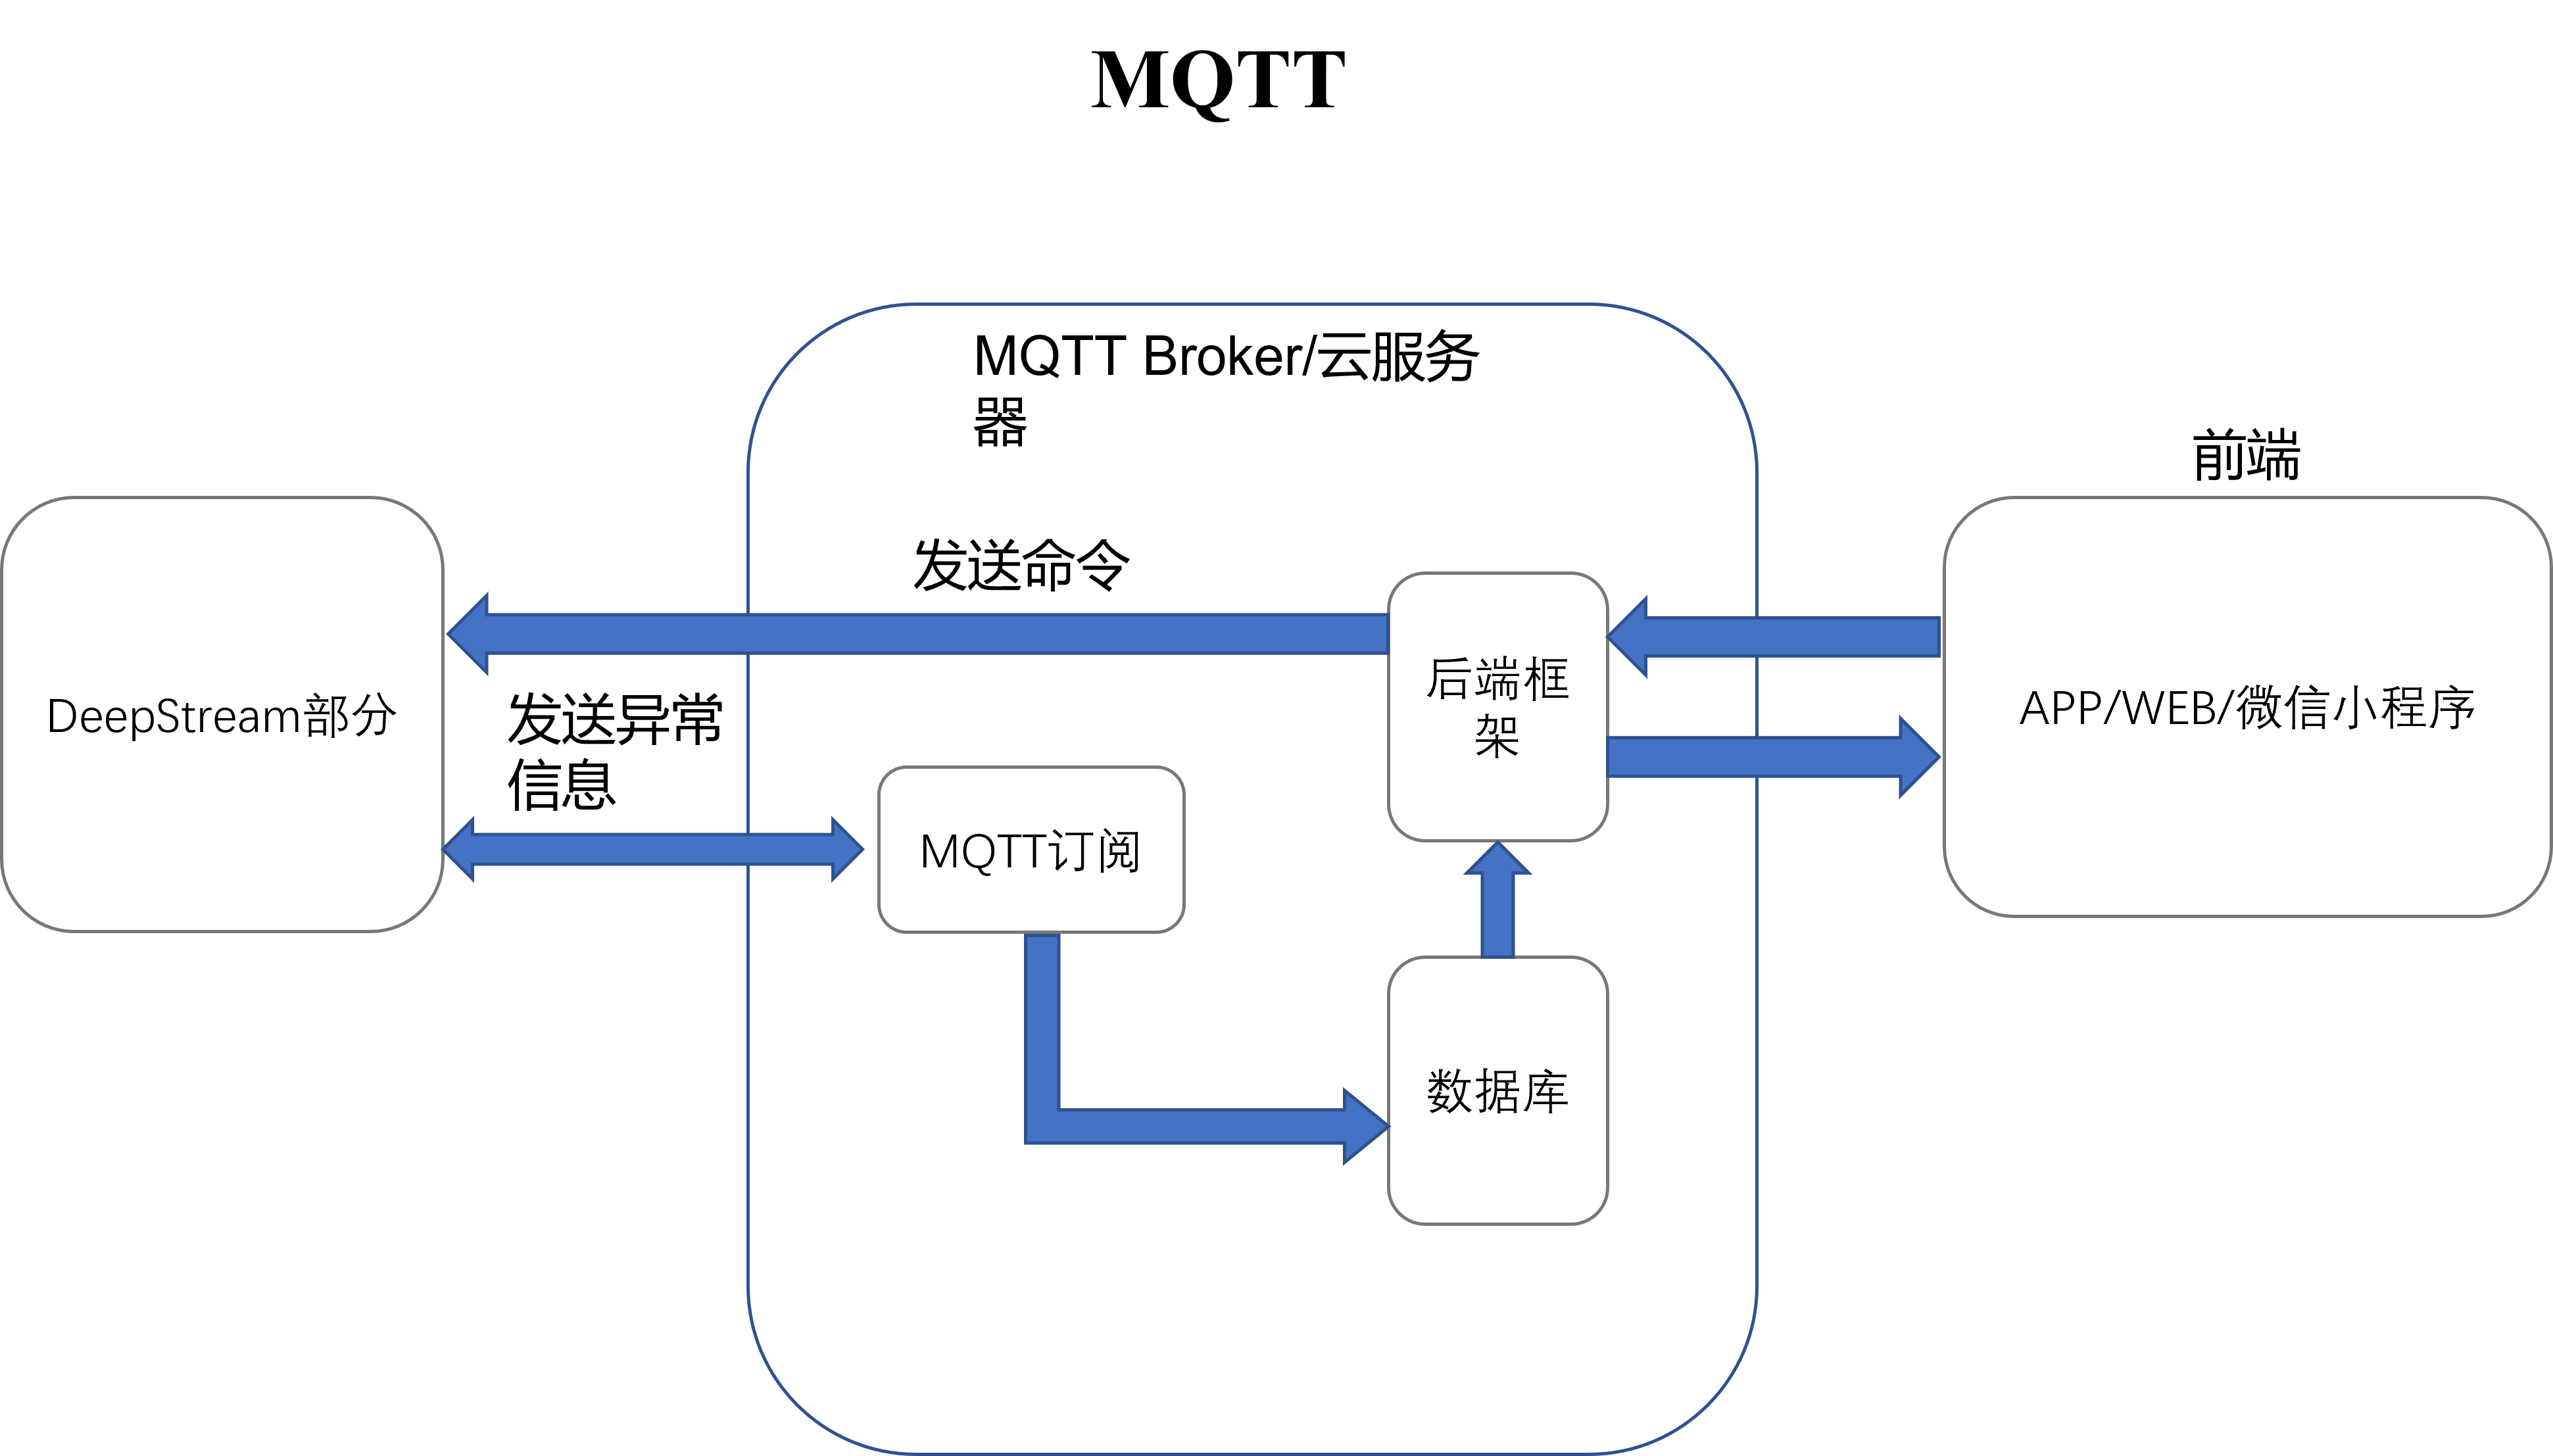 MQTT
MQTT Broker/云服务
器
前端
发送命令
DeepStream部分
发送异常
信息
后端框
架
APP/WEB/微信小程序
MQTT订阅
数据库